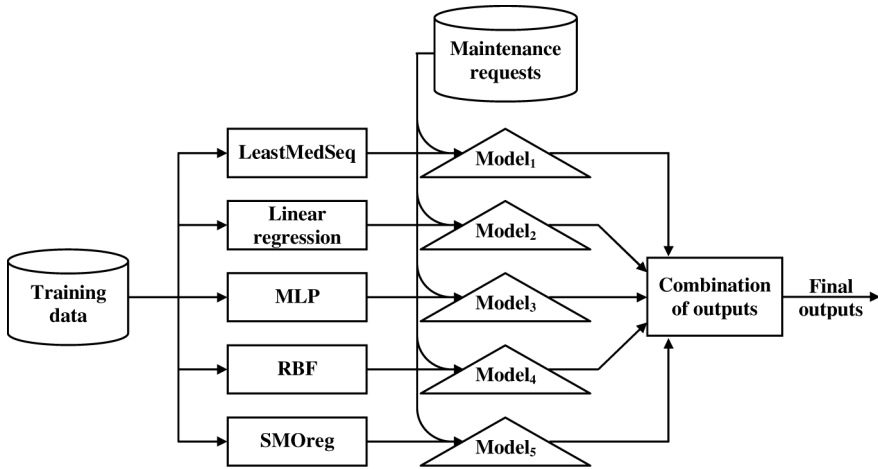 Maintenance
requests
LeastMedSeq
Model₁
Linear
regression
Model₂
Training
data
MLP
Model₃
Combination
of outputs
Final
outputs
RBF
Model₄
SMOreg
Model₅